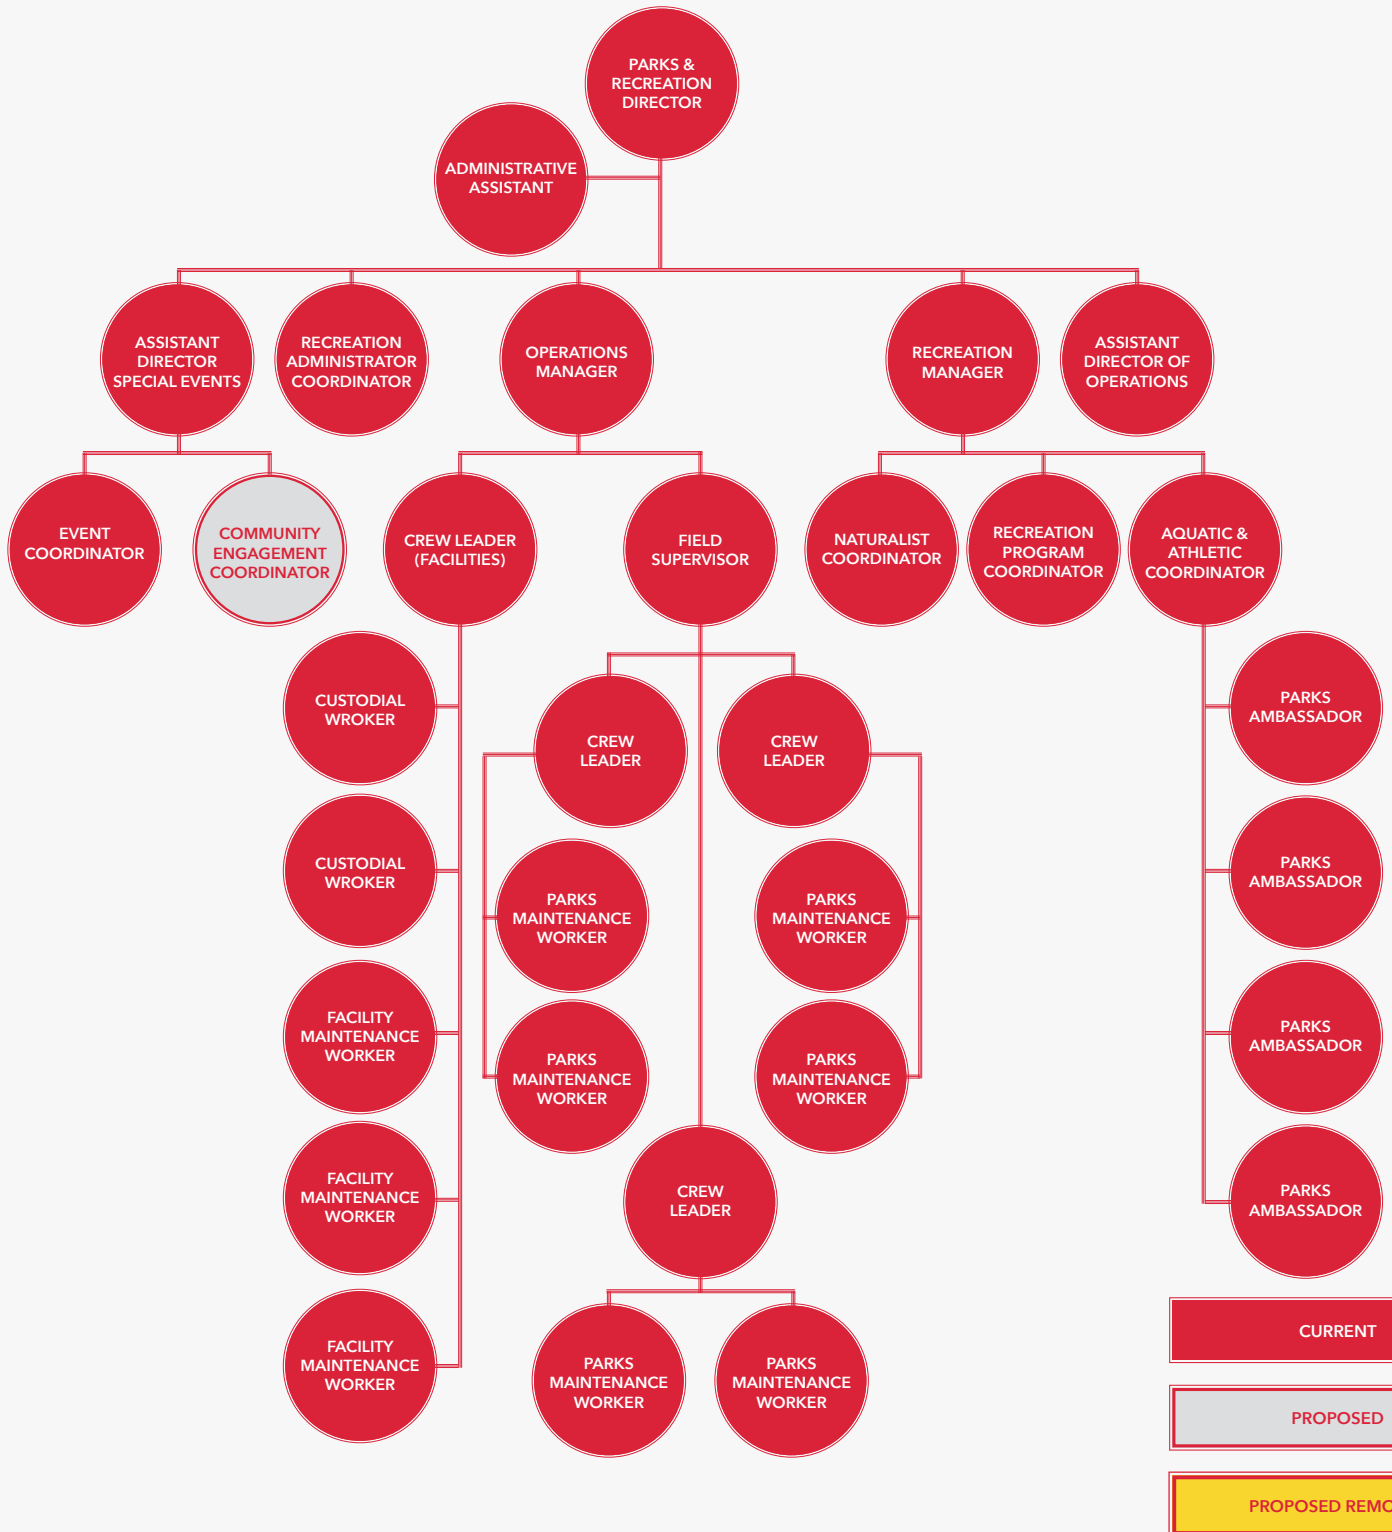 PARKS &
RECREATION
DIRECTOR
ADMINISTRATIVE
ASSISTANT
ASSISTANT
DIRECTOR
SPECIAL EVENTS
RECREATION
ADMINISTRATOR
COORDINATOR
OPERATIONS
MANAGER
RECREATION
MANAGER
ASSISTANT
DIRECTOR OF
OPERATIONS
EVENT
COORDINATOR
COMMUNITY
ENGAGEMENT
COORDINATOR
CREW LEADER
(FACILITIES)
FIELD
SUPERVISOR
NATURALIST
COORDINATOR
RECREATION
PROGRAM
COORDINATOR
AQUATIC &
ATHLETIC
COORDINATOR
CUSTODIAL
WROKER
CUSTODIAL
WROKER
FACILITY
MAINTENANCE
WORKER
FACILITY
MAINTENANCE
WORKER
FACILITY
MAINTENANCE
WORKER
CREW
LEADER
PARKS
MAINTENANCE
WORKER
PARKS
MAINTENANCE
WORKER
CREW
LEADER
PARKS
MAINTENANCE
WORKER
PARKS
MAINTENANCE
WORKER
CREW
LEADER
PARKS
MAINTENANCE
WORKER
PARKS
MAINTENANCE
WORKER
PARKS
AMBASSADOR
PARKS
AMBASSADOR
PARKS
AMBASSADOR
PARKS
AMBASSADOR
CURRENT
PROPOSED
PROPOSED